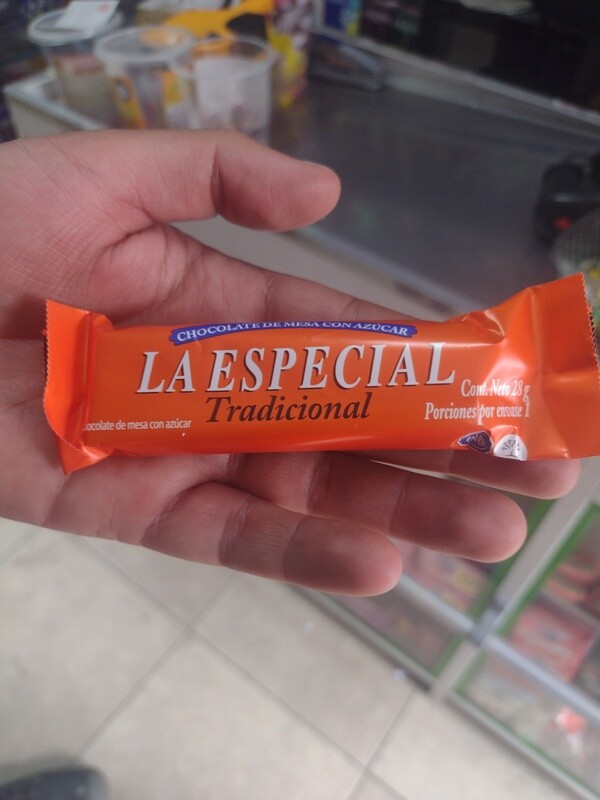 CHOCOLATE DE MESA CON AZÚCAR
LA ESPECIAL
Tradicional
ocolate de mesa con azúcar
Cont. Neto 28 g
Porciones por envase 1